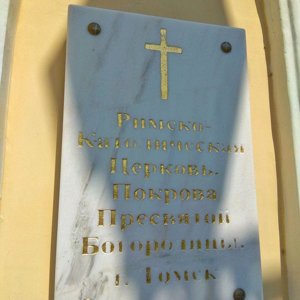 Римско-
Католическая
Церковь
Покрова
Пресвятой
Богородицы
г. Томск